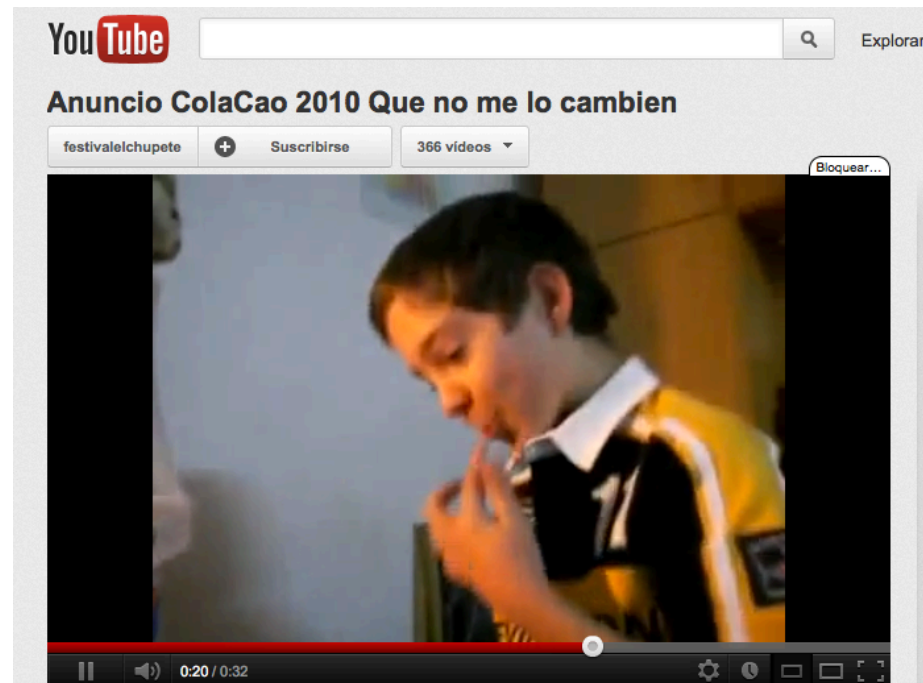 YouTube
Explorar
Anuncio ColaCao 2010 Que no me lo cambien
festivalelchupete Suscribirse 366 vídeos
Bloquear...
11
0:20 / 0:32